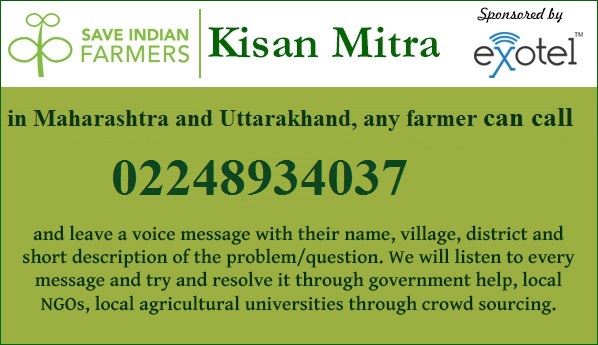 SAVE INDIAN
FARMERS
Kisan Mitra
Sponsored by
exotel™
in Maharashtra and Uttarakhand, any farmer can call
02248934037
and leave a voice message with their name, village, district and
short description of the problem/question. We will listen to every
message and try and resolve it through government help, local
NGOs, local agricultural universities through crowd sourcing.